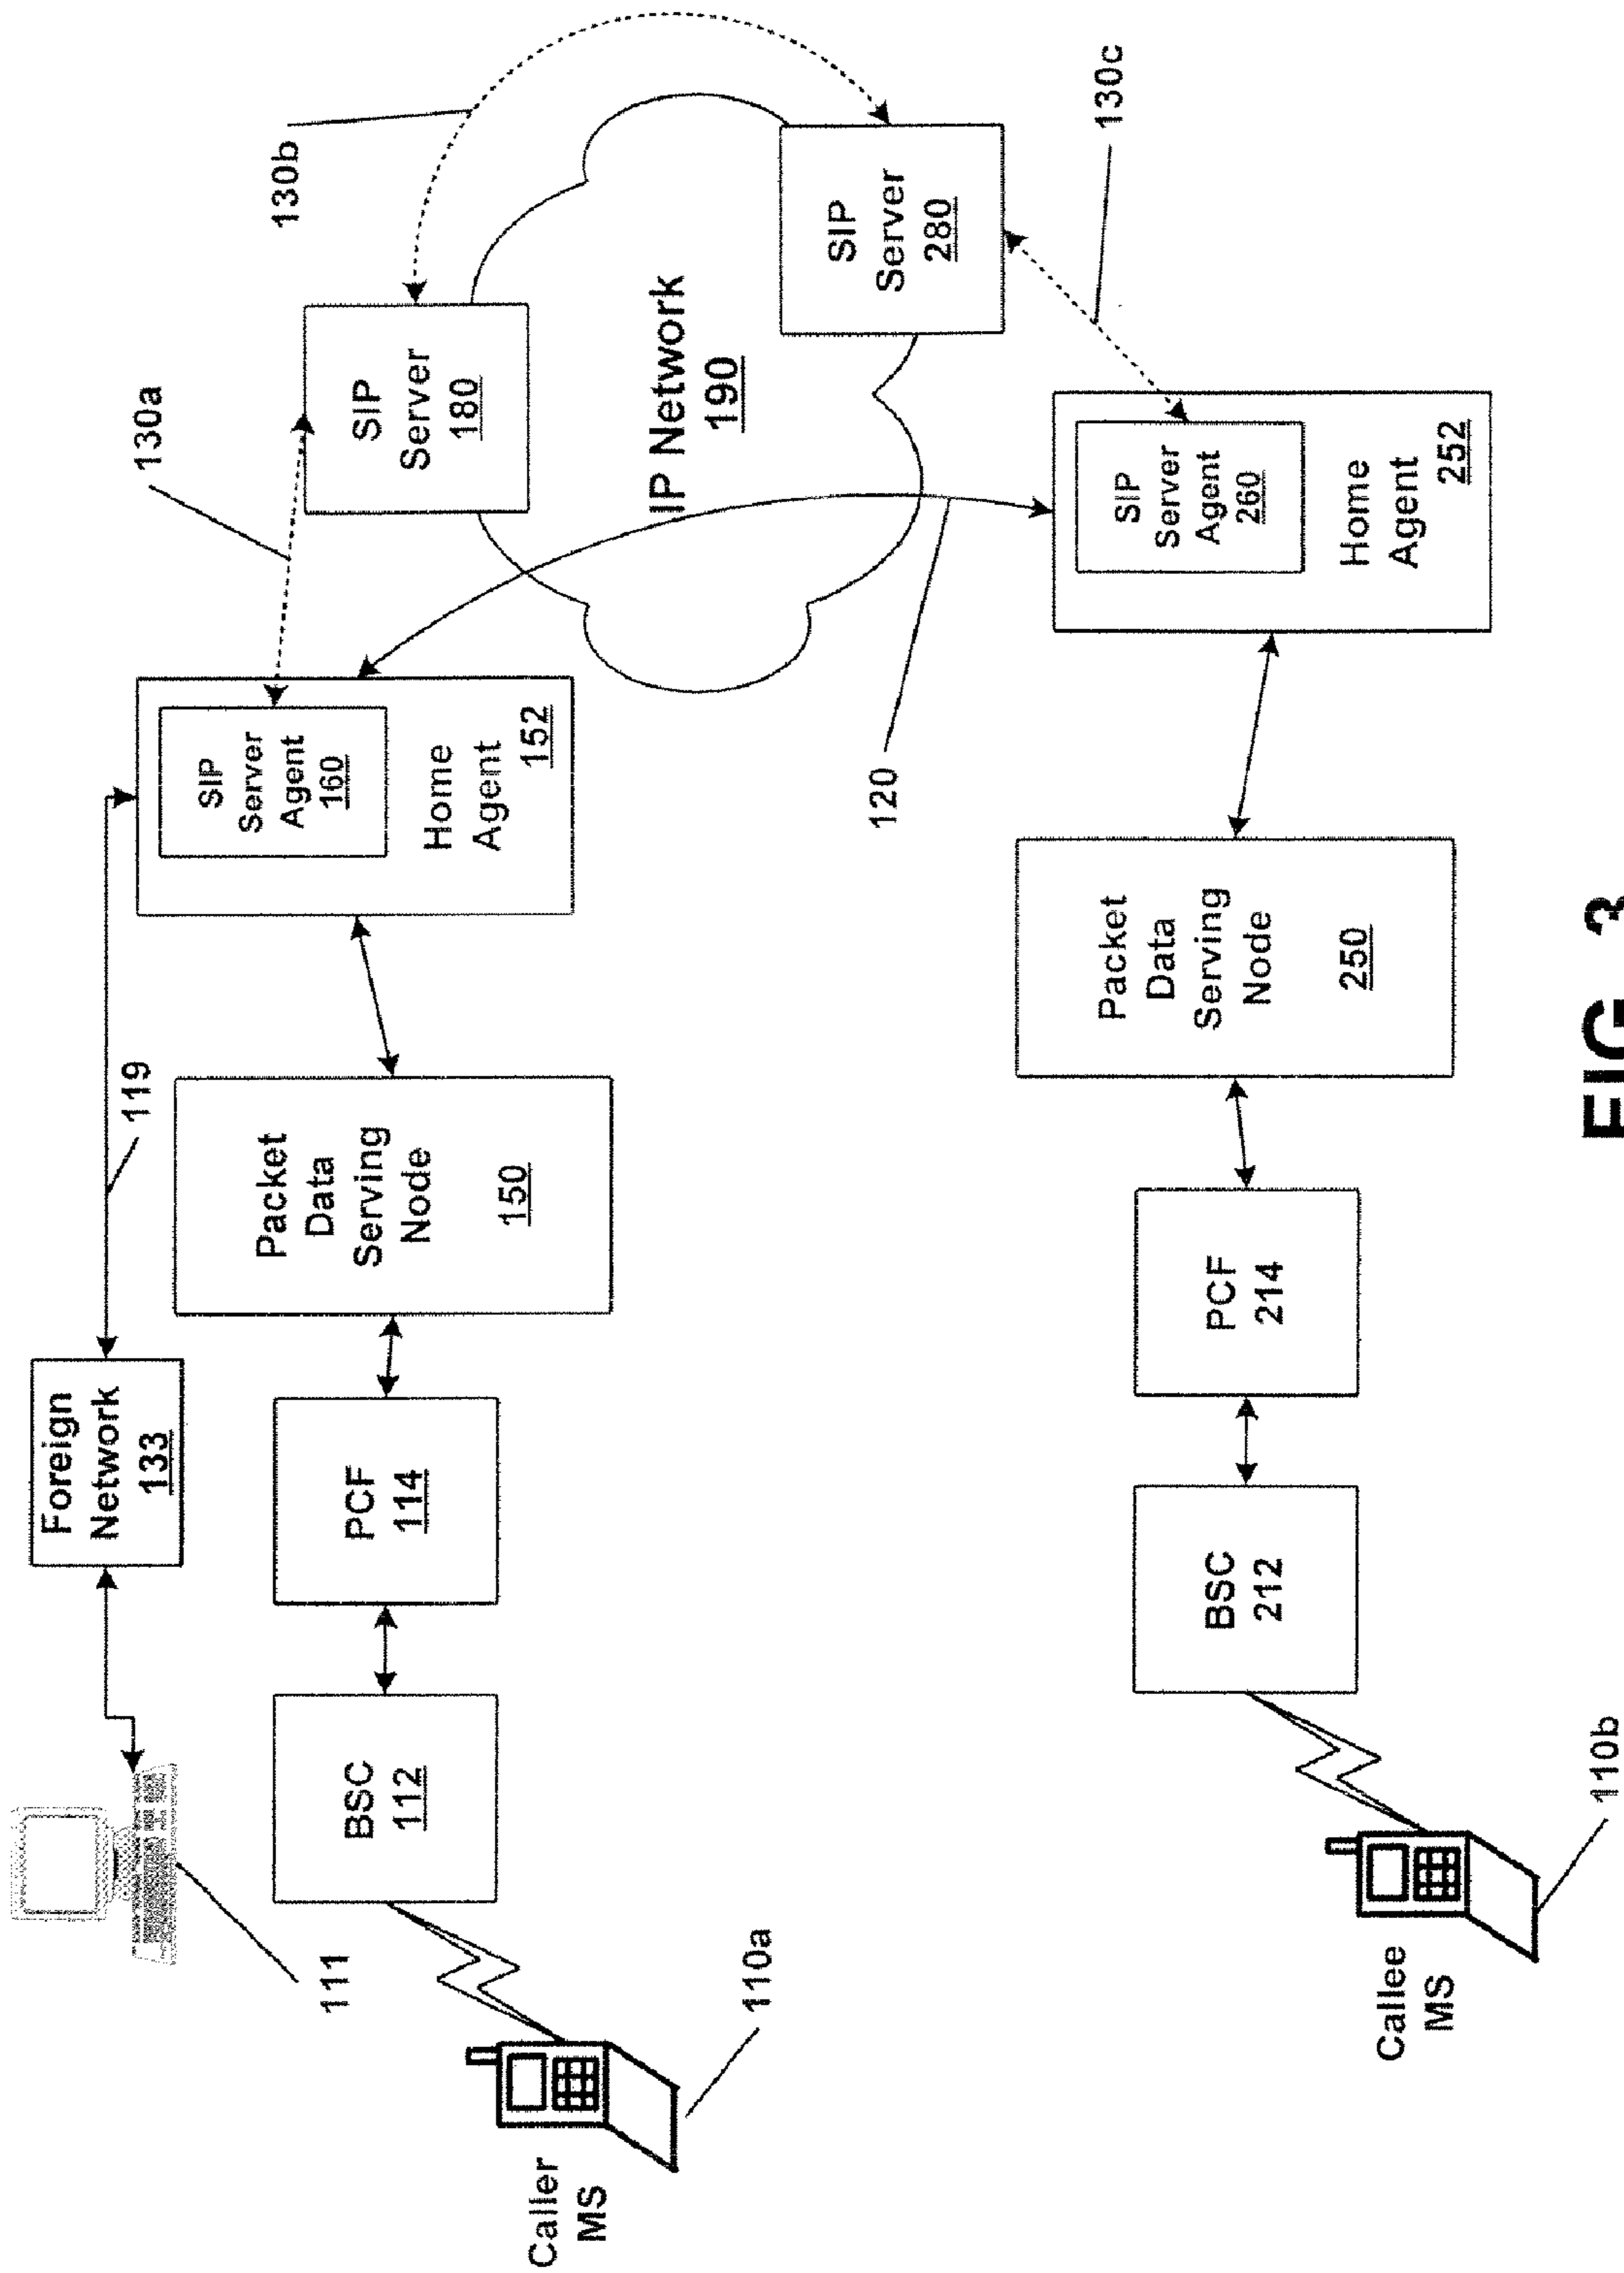 111
Foreign
Network
133
119
130a
130b
Caller
MS
110a
BSC
112
PCF
114
Packet
Data
Serving
Node
150
SIP
Server
Agent
160
Home
Agent
152
SIP
Server
180
IP Network
190
SIP
Server
280
130c
120
Callee
MS
110b
BSC
212
PCF
214
Packet
Data
Serving
Node
250
SIP
Server
Agent
260
Home
Agent
252
FIG. 3